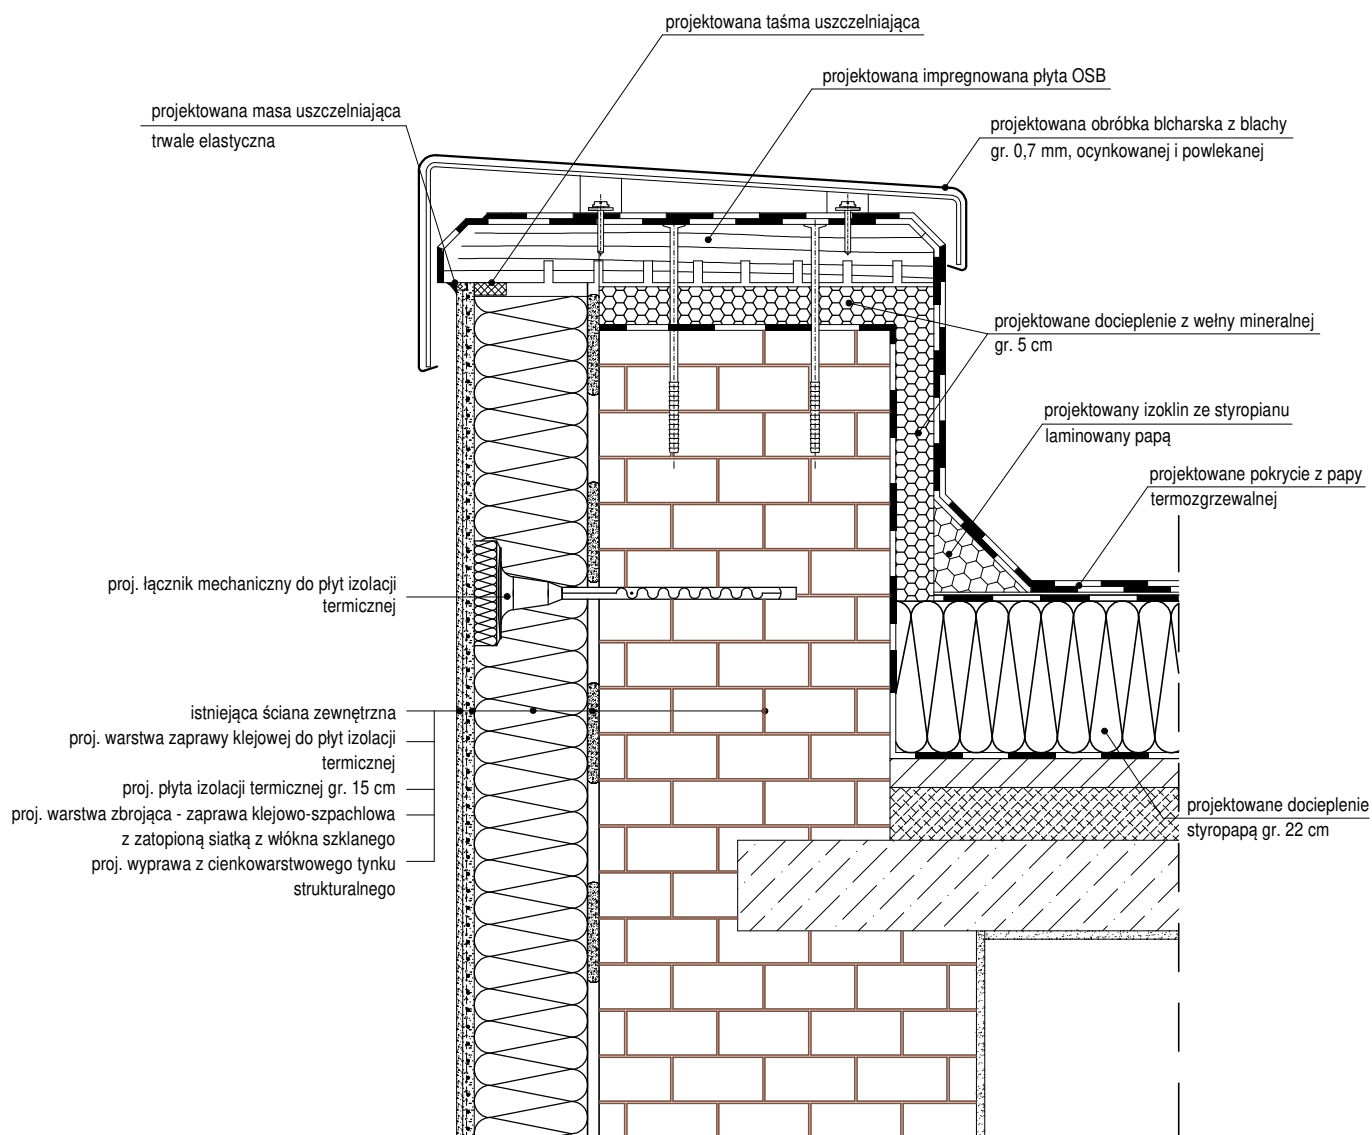 projektowana taśma uszczelniająca
projektowana impregnowana płyta OSB
projektowana masa uszczelniająca
trwale elastyczna
projektowana obróbka blcharska z blachy
gr. 0,7 mm, ocynkowanej i powlekanej
projektowane docieplenie z wełny mineralnej
gr. 5 cm
projektowany izoklin ze styropianu
laminowany papą
projektowane pokrycie z papy
termozgrzewalnej
proj. łącznik mechaniczny do płyt izolacji
termicznej
istniejąca ściana zewnętrzna
proj. warstwa zaprawy klejowej do płyt izolacji
termicznej
proj. płyta izolacji termicznej gr. 15 cm
proj. warstwa zbrojąca - zaprawa klejowo-szpachlowa
z zatopioną siatką z włókna szklanego
proj. wyprawa z cienkowarstwowego tynku
strukturalnego
projektowane docieplenie
styropapą gr. 22 cm